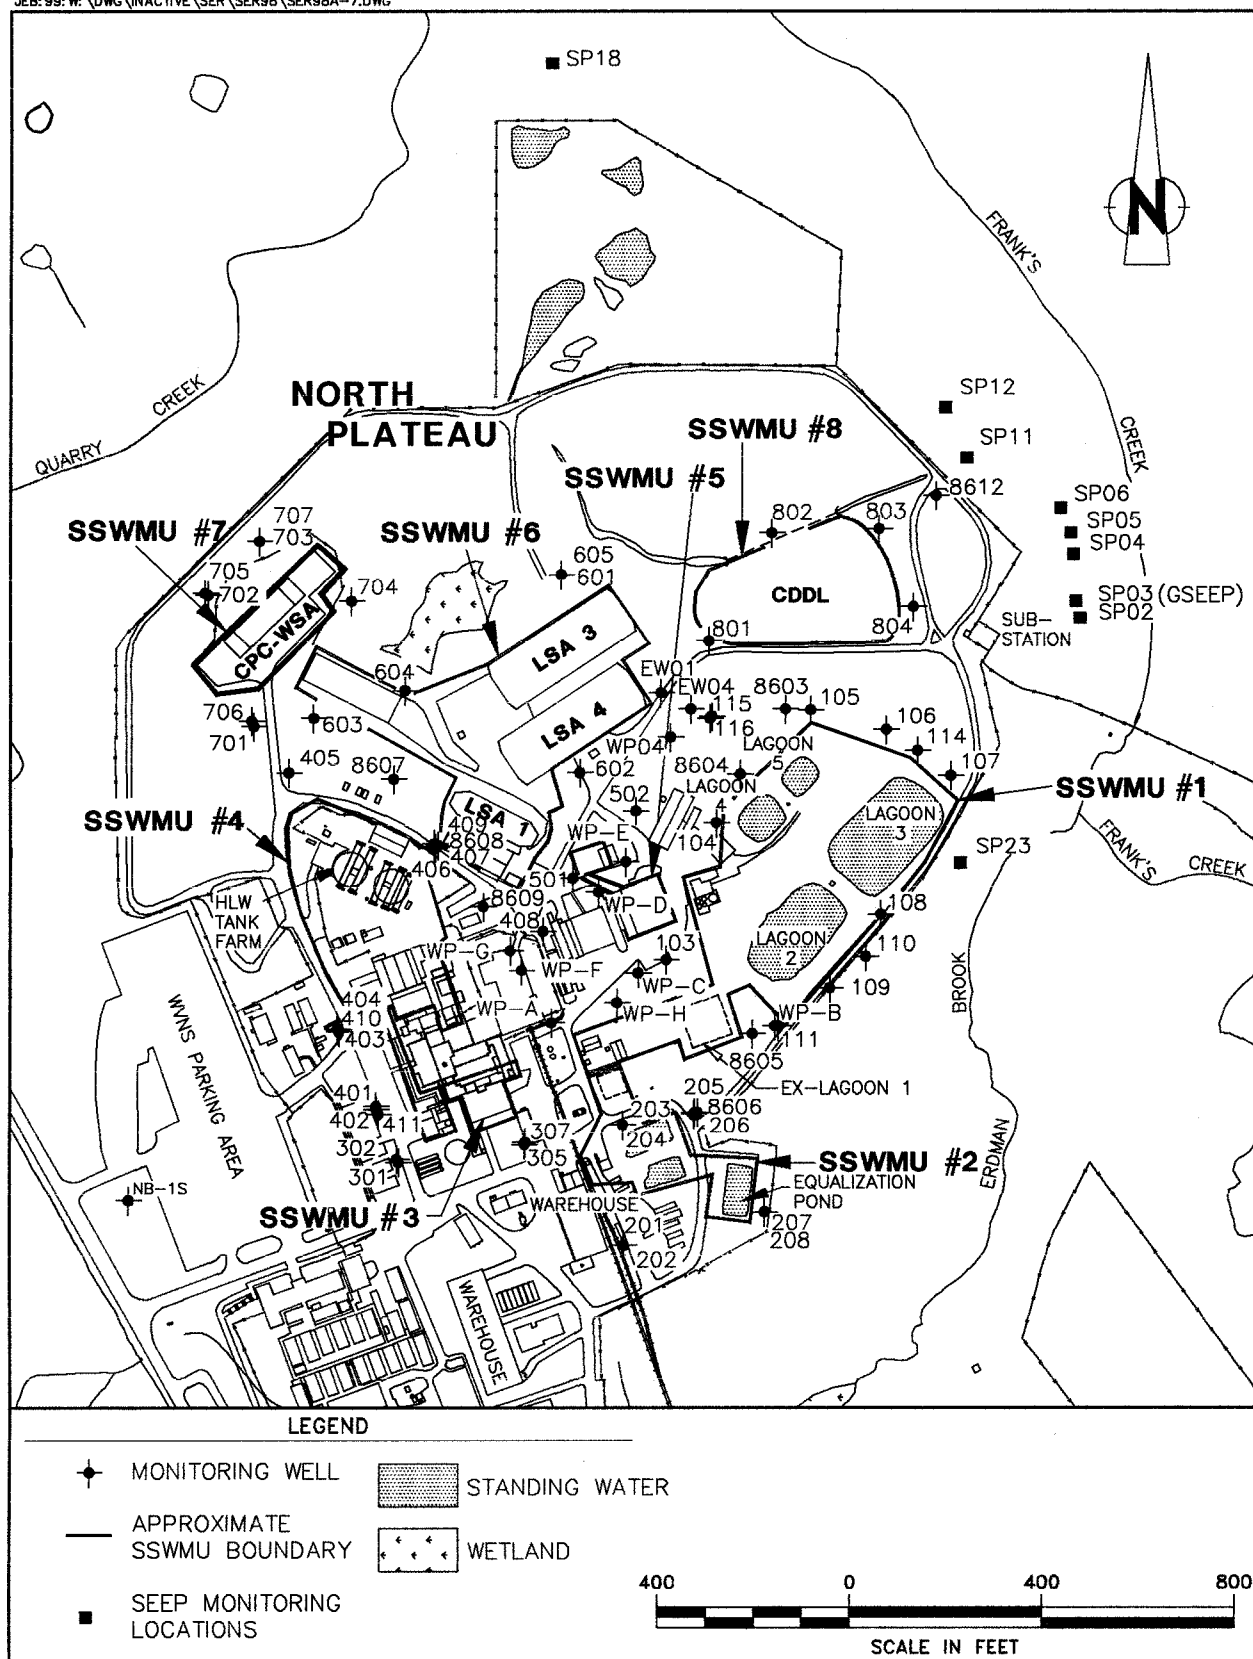 JEB: 99: W: \DWG\INACTIVE\SER\SER98\SER98A-7.DWG
SP18
N
FRANK'S
CREEK
NORTH
PLATEAU
QUARRY
CREEK
SP12
SP11
SSWMU #8
SSWMU #5
8612
SP06
SP05
SP04
SP03 (GSEEP)
SP02
SUB-
STATION
802
803
CDDL
804
801
707
703
SSWMU #7
SSWMU #6
605
601
705
702
704
CPC-WSA
LSA 3
LSA 4
604
603
706
701
EW01
EW04
115
116
8603
105
106
114
107
WP04
LAGOON
5
405
8607
602
8604
LAGOON
4
SSWMU #1
SSWMU #4
LSA 1
502
104
LAGOON
3
409
8608
407
406
WP-E
SP23
FRANK'S
CREEK
501
HLW
TANK
FARM
8609
408
WP-D
108
WP-G
WP-F
103
LAGOON
2
110
WP-C
109
BROOK
404
410
403
WP-A
WP-H
WP-B
111
8605
WVNS PARKING AREA
EX-LAGOON 1
401
402
411
205
8606
206
203
204
307
305
302
301
SSWMU #2
ERDMAN
NB-1S
EQUALIZATION
POND
SSWMU #3
WAREHOUSE
207
208
201
202
WAREHOUSE
LEGEND
MONITORING WELL
STANDING WATER
APPROXIMATE
SSWMU BOUNDARY
WETLAND
SEEP MONITORING
LOCATIONS
400 0 400 800
SCALE IN FEET